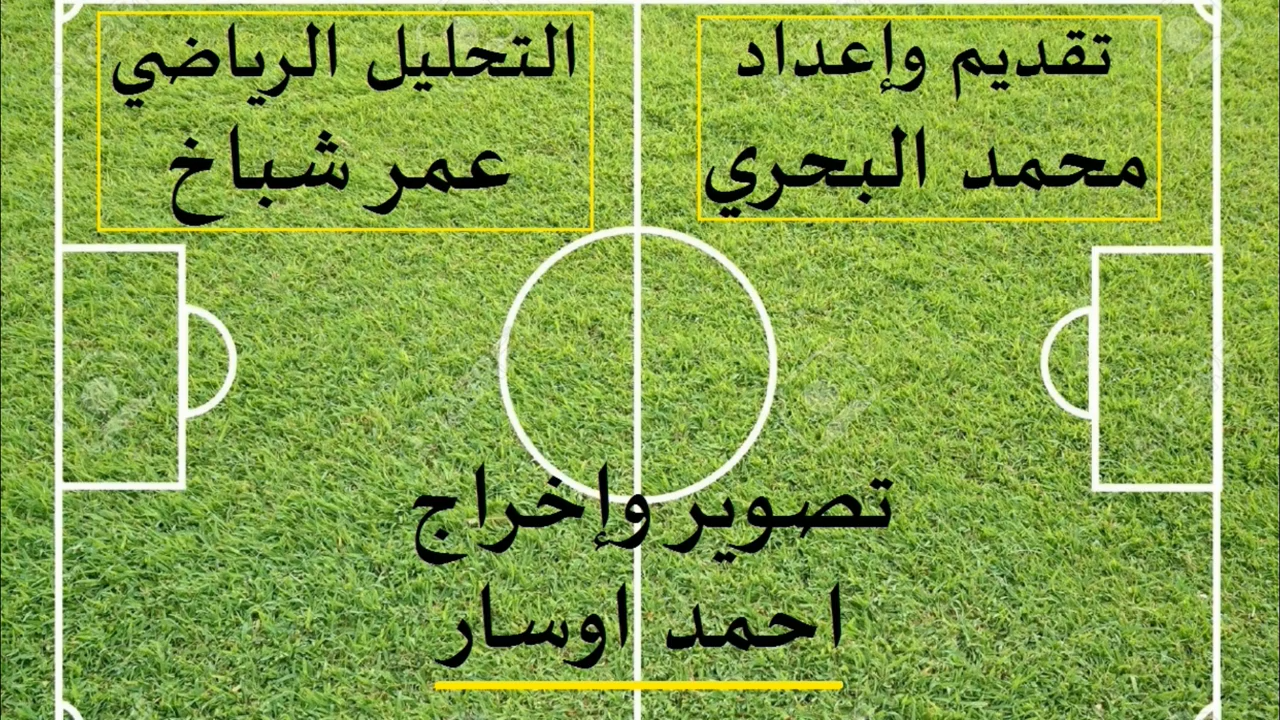 تقديم وإعداد
محمد البحري
التحليل الرياضي
عمر شباخ
تصوير وإخراج
احمد اوسار